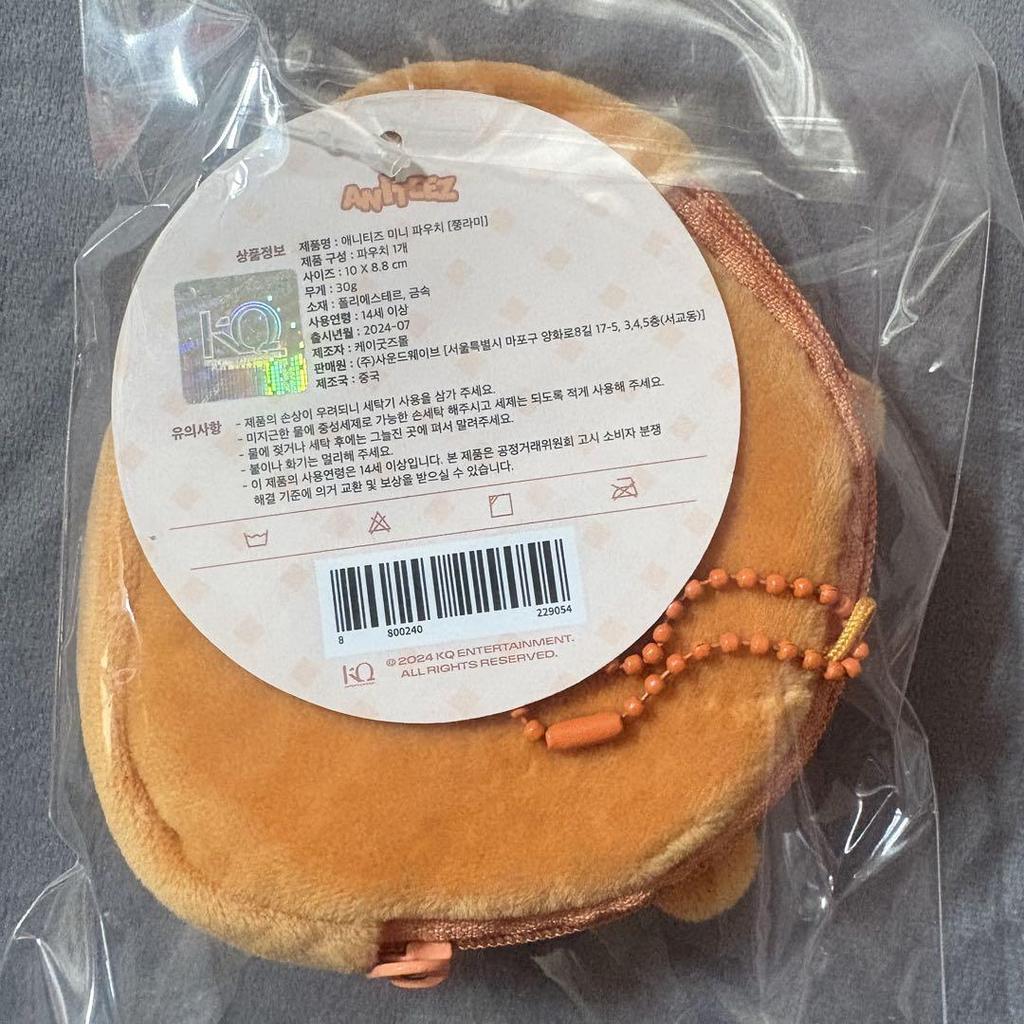 ANITEEZ
상품정보
제품명 : 애니티즈 미니 파우치 [쭝라미]
제품 구성 : 파우치 1개
사이즈 : 10 X 8.8 cm
무게 : 30g
소재 : 폴리에스테르, 금속
사용연령 : 14세 이상
출시년월 : 2024-07
제조자 : 케이굿즈몰
판매원 : (주)사운드웨이브 [서울특별시 마포구 양화로8길 17-5, 3,4,5층(서교동)]
제조국 : 중국
KQ
유의사항
- 제품의 손상이 우려되니 세탁기 사용을 삼가 주세요.
- 미지근한 물에 중성세제로 가능한 손세탁 해주시고 세제는 되도록 적게 사용해 주세요.
- 물에 젖거나 세탁 후에는 그늘진 곳에 펴서 말려주세요.
- 불이나 화기는 멀리해 주세요.
- 이 제품의 사용연령은 14세 이상입니다. 본 제품은 공정거래위원회 고시 소비자 분쟁
해결 기준에 의거 교환 및 보상을 받으실 수 있습니다.
8 800240 229054
KQ
© 2024 KQ ENTERTAINMENT.
ALL RIGHTS RESERVED.